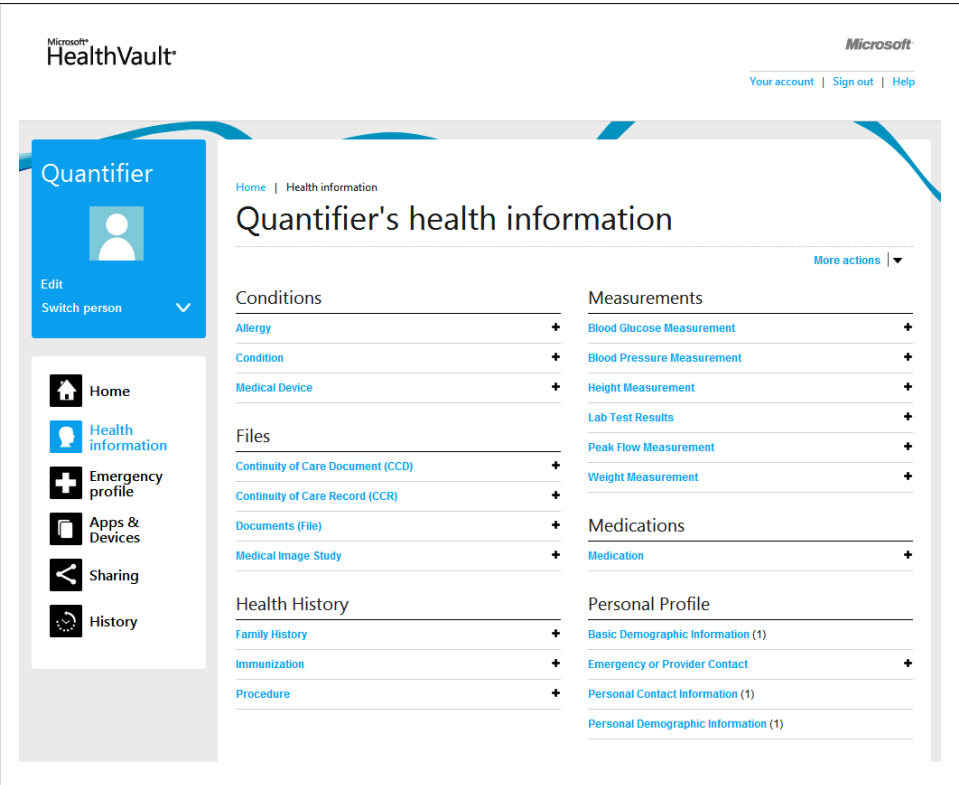 Microsoft®
HealthVault™
Microsoft
Your account | Sign out | Help
Quantifier
Edit
Switch person
Home
Health
information
Emergency
profile
Apps &
Devices
Sharing
History
Home | Health information
Quantifier's health information
More actions
Conditions
Allergy
Condition
Medical Device
Files
Continuity of Care Document (CCD)
Continuity of Care Record (CCR)
Documents (File)
Medical Image Study
Health History
Family History
Immunization
Procedure
Measurements
Blood Glucose Measurement
Blood Pressure Measurement
Height Measurement
Lab Test Results
Peak Flow Measurement
Weight Measurement
Medications
Medication
Personal Profile
Basic Demographic Information (1)
Emergency or Provider Contact
Personal Contact Information (1)
Personal Demographic Information (1)